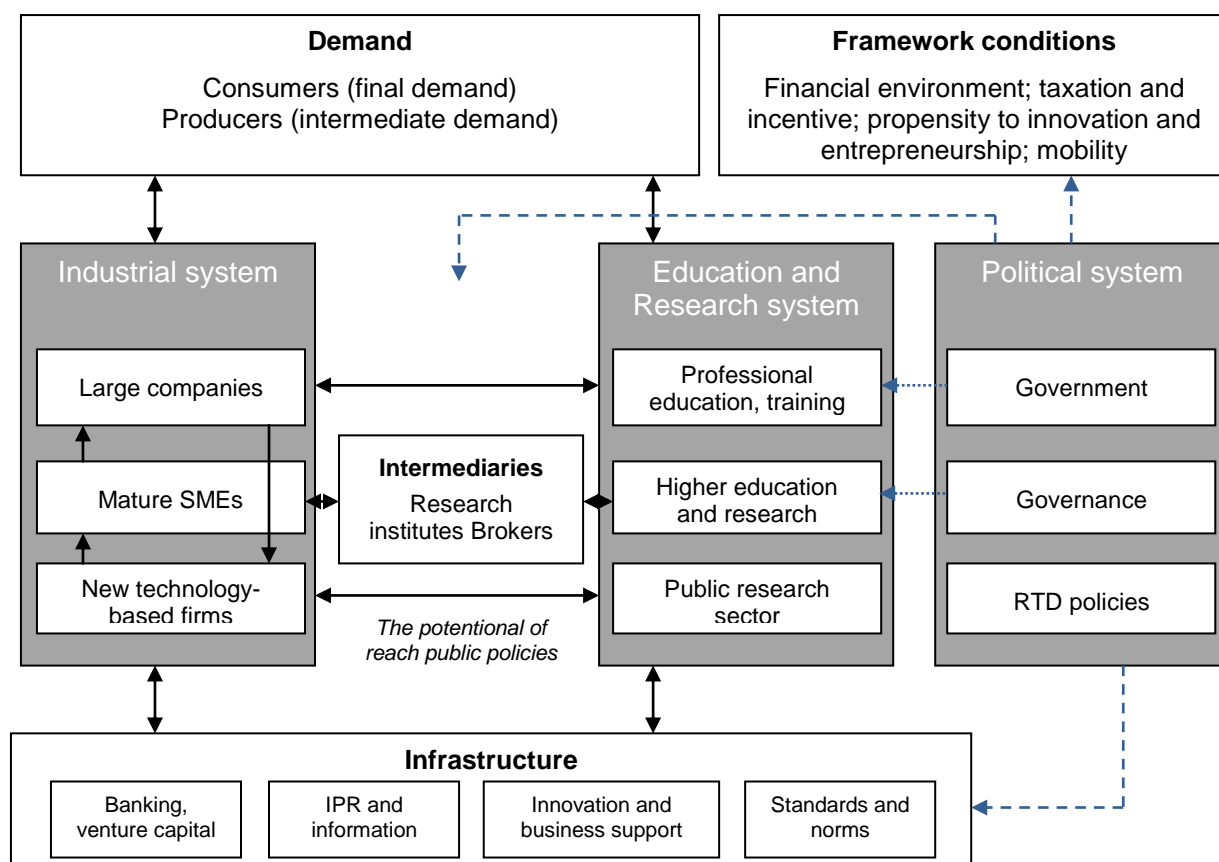 Demand
Consumers (final demand)
Producers (intermediate demand)
Framework conditions
Financial environment; taxation and
incentive; propensity to innovation and
entrepreneurship; mobility
Industrial system
Large companies
Mature SMEs
New technology-
based firms
Intermediaries
Research
institutes Brokers
The potentional of
reach public policies
Education and
Research system
Professional
education, training
Higher education
and research
Public research
sector
Political system
Government
Governance
RTD policies
Infrastructure
Banking,
venture capital
IPR and
information
Innovation and
business support
Standards and
norms